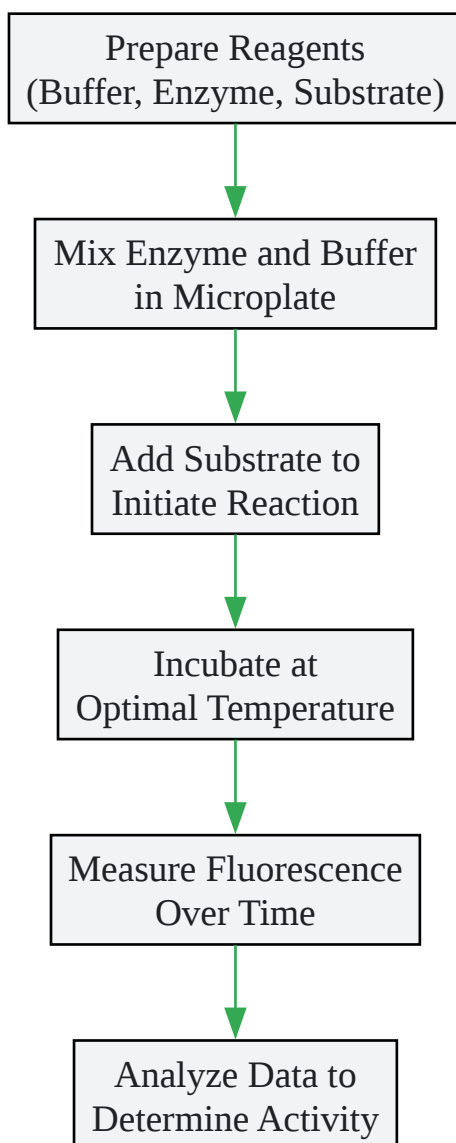 Prepare Reagents
(Buffer, Enzyme, Substrate)
Mix Enzyme and Buffer
in Microplate
Add Substrate to
Initiate Reaction
Incubate at
Optimal Temperature
Measure Fluorescence
Over Time
Analyze Data to
Determine Activity